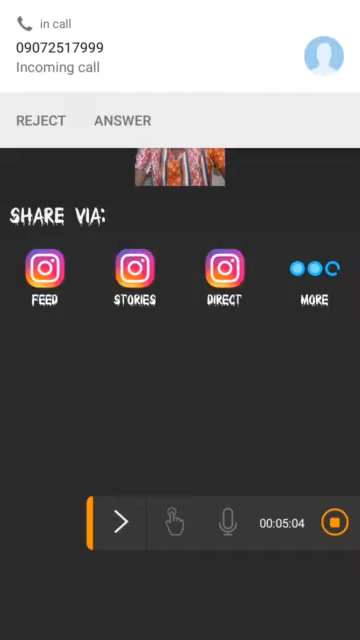 in call
09072517999
Incoming call
REJECT ANSWER
SHARE VIA:
FEED STORIES DIRECT MORE
00:05:04